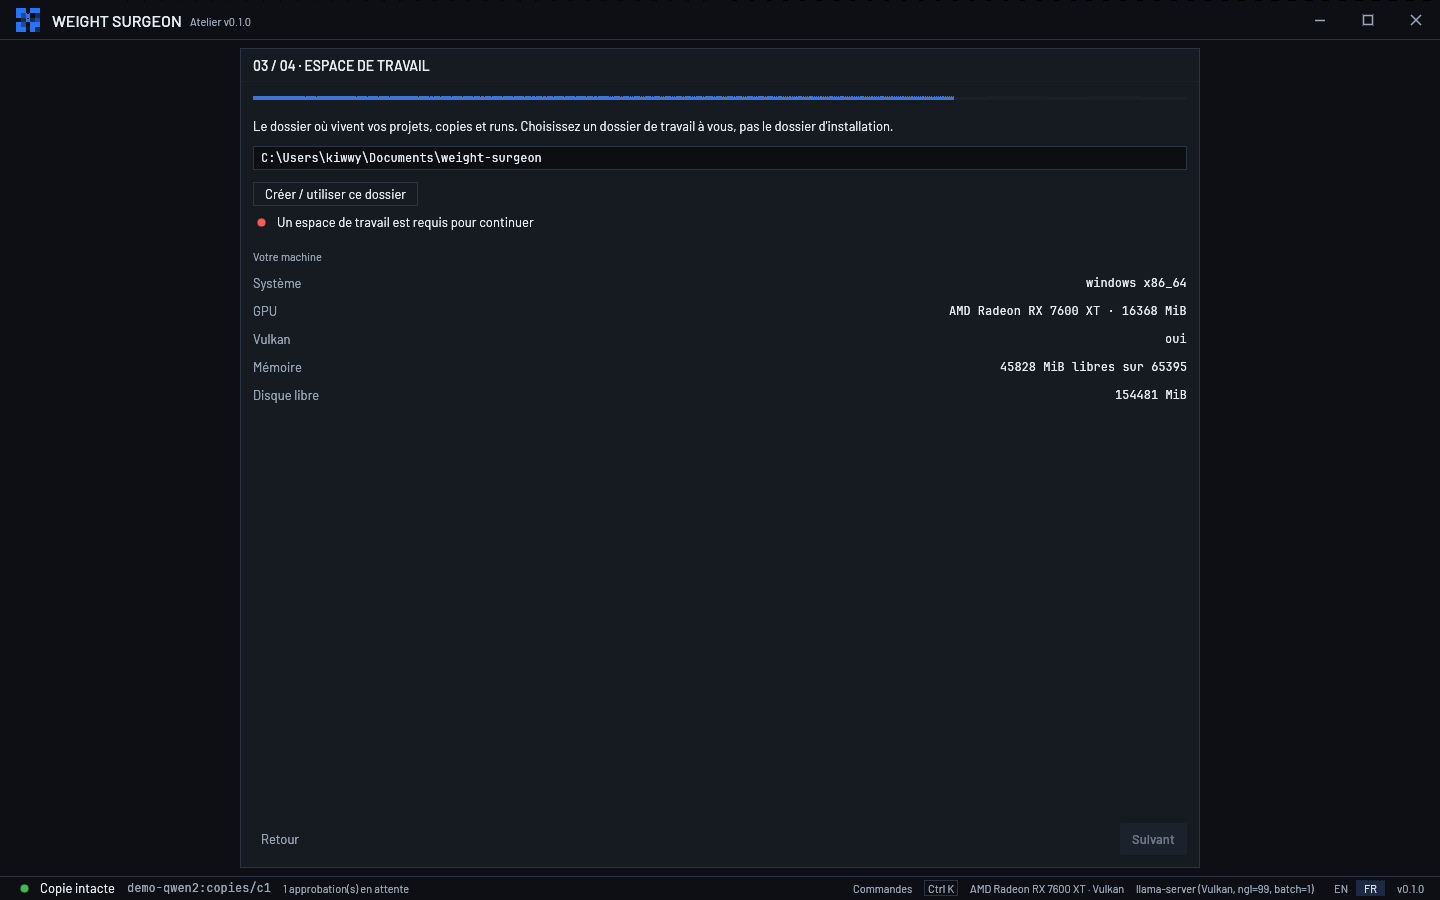 WEIGHT SURGEON Atelier v0.1.0
03 / 04 · ESPACE DE TRAVAIL
Le dossier où vivent vos projets, copies et runs. Choisissez un dossier de travail à vous, pas le dossier d'installation.
C:\Users\kiwwy\Documents\weight-surgeon
Créer / utiliser ce dossier
Un espace de travail est requis pour continuer
Votre machine
Système windows x86_64
GPU AMD Radeon RX 7600 XT · 16368 MiB
Vulkan oui
Mémoire 45828 MiB libres sur 65395
Disque libre 154481 MiB
Retour Suivant
Copie intacte demo-qwen2:copies/c1 1 approbation(s) en attente Commandes Ctrl K AMD Radeon RX 7600 XT · Vulkan llama-server (Vulkan, ngl=99, batch=1) EN FR v0.1.0